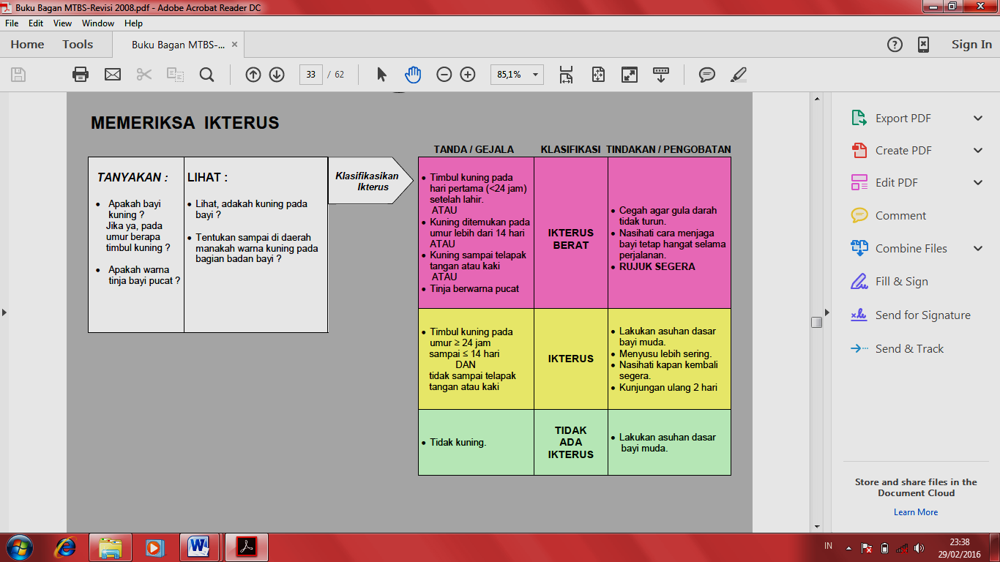 Buku Bagan MTBS-Revisi 2008.pdf - Adobe Acrobat Reader DC
File Edit View Window Help
Home Tools Buku Bagan MTBS-... × Sign In
33 / 62 85,1%
MEMERIKSA IKTERUS
TANYAKAN :
• Apakah bayi
kuning ?
Jika ya, pada
umur berapa
timbul kuning ?
• Apakah warna
tinja bayi pucat ?
LIHAT :
• Lihat, adakah kuning pada
bayi ?
• Tentukan sampai di daerah
manakah warna kuning pada
bagian badan bayi ?
Klasifikasikan
Ikterus
TANDA / GEJALA KLASIFIKASI TINDAKAN / PENGOBATAN
• Timbul kuning pada
hari pertama (<24 jam)
setelah lahir.
ATAU
• Kuning ditemukan pada
umur lebih dari 14 hari
ATAU
• Kuning sampai telapak
tangan atau kaki
ATAU
• Tinja berwarna pucat
IKTERUS
BERAT
• Cegah agar gula darah
tidak turun.
• Nasihati cara menjaga
bayi tetap hangat selama
perjalanan.
• RUJUK SEGERA
• Timbul kuning pada
umur ≥ 24 jam
sampai ≤ 14 hari
DAN
tidak sampai telapak
tangan atau kaki
IKTERUS
• Lakukan asuhan dasar
bayi muda.
• Menyusu lebih sering.
• Nasihati kapan kembali
segera.
• Kunjungan ulang 2 hari
• Tidak kuning.
TIDAK
ADA
IKTERUS
• Lakukan asuhan dasar
bayi muda.
Export PDF
Create PDF
Edit PDF
Comment
Combine Files
Fill & Sign
Send for Signature
Send & Track
Store and share files in the
Document Cloud
Learn More
IN
23:38
29/02/2016